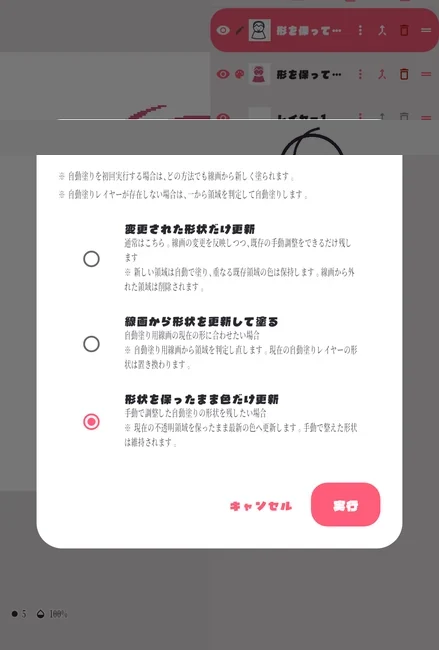 形を保って…
形を保って…
レイヤー1
※ 自動塗りを初回実行する場合は、どの方法でも線画から新しく塗られます。
※ 自動塗りレイヤーが存在しない場合は、一から領域を判定して自動塗りします。
変更された形状だけ更新
通常はこちら。線画の変更を反映しつつ、既存の手動調整をできるだけ残し
ます
※ 新しい領域は自動で塗り、重なる既存領域の色は保持します。線画から外
れた領域は削除されます。
線画から形状を更新して塗る
自動塗り用線画の現在の形に合わせたい場合
※ 自動塗り用線画から領域を判定し直します。現在の自動塗りレイヤーの形
状は置き換わります。
形状を保ったまま色だけ更新
手動で調整した自動塗りの形状を残したい場合
※ 現在の不透明領域を保ったまま最新の色へ更新します。手動で整えた形状
は維持されます。
キャンセル 実行
5 100%